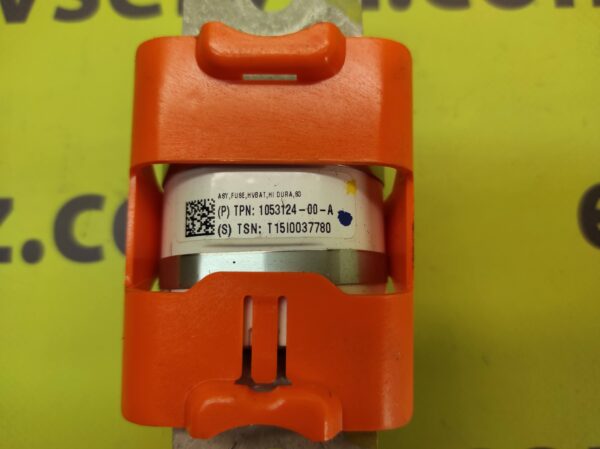 ASY,FUSE,HVBAT,HI DURA,60
(P) TPN: 1053124-00-A
(S) TSN: T15I0037780